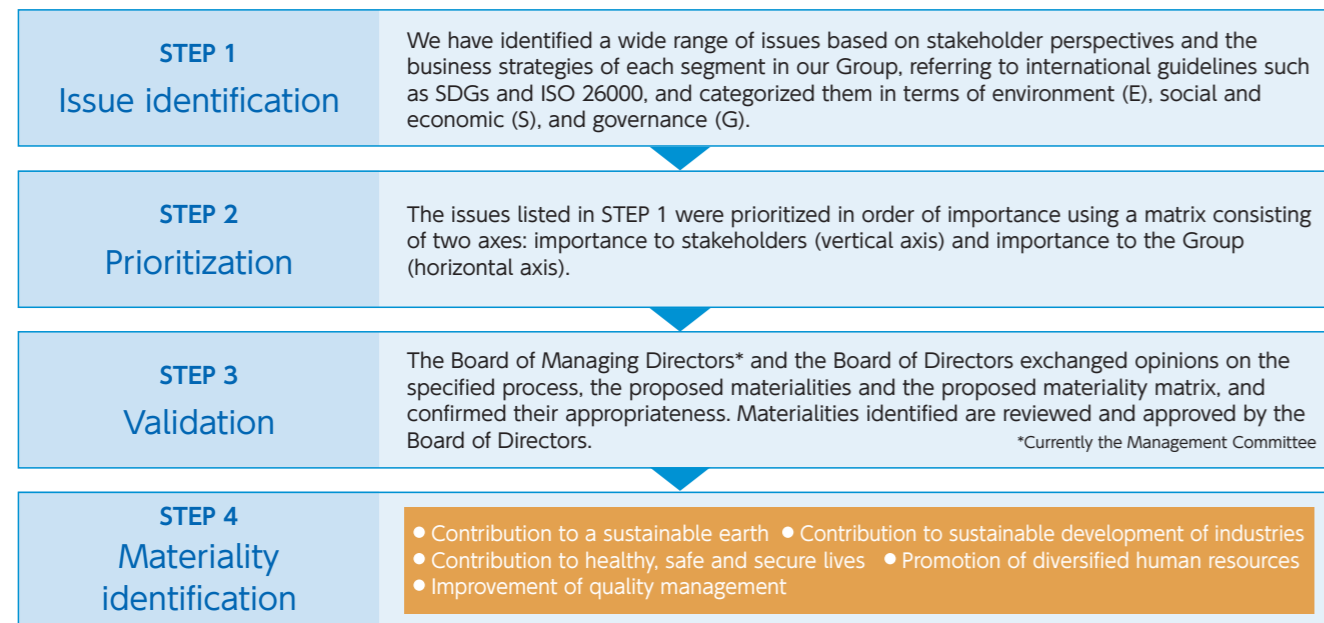 STEP 1
Issue identification
We have identified a wide range of issues based on stakeholder perspectives and the
business strategies of each segment in our Group, referring to international guidelines such
as SDGs and ISO 26000, and categorized them in terms of environment (E), social and
economic (S), and governance (G).
STEP 2
Prioritization
The issues listed in STEP 1 were prioritized in order of importance using a matrix consisting
of two axes: importance to stakeholders (vertical axis) and importance to the Group
(horizontal axis).
STEP 3
Validation
The Board of Managing Directors* and the Board of Directors exchanged opinions on the
specified process, the proposed materialities and the proposed materiality matrix, and
confirmed their appropriateness. Materialities identified are reviewed and approved by the
Board of Directors. *Currently the Management Committee
STEP 4
Materiality
identification
● Contribution to a sustainable earth ● Contribution to sustainable development of industries
● Contribution to healthy, safe and secure lives ● Promotion of diversified human resources
● Improvement of quality management